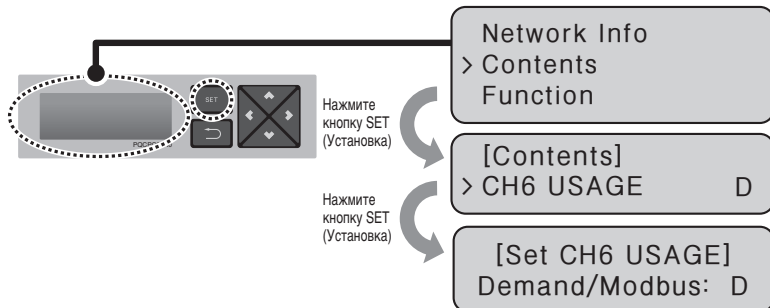 Network Info
> Contents
Function
SET
Нажмите
кнопку SET
(Установка)
[Contents]
> CH6 USAGE D
Нажмите
кнопку SET
(Установка)
[Set CH6 USAGE]
Demand/Modbus: D